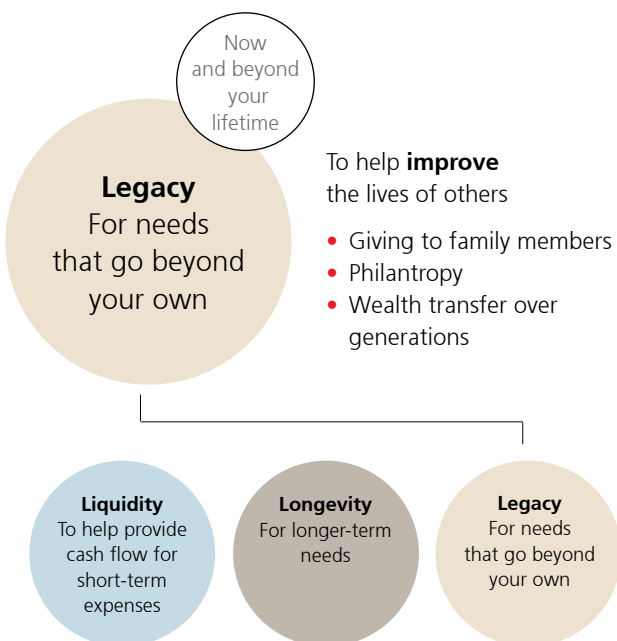 Now
and beyond
your
lifetime
Legacy
For needs
that go beyond
your own
To help improve
the lives of others
• Giving to family members
• Philantropy
• Wealth transfer over
generations
Liquidity
To help provide
cash flow for
short-term
expenses
Longevity
For longer-term
needs
Legacy
For needs
that go beyond
your own